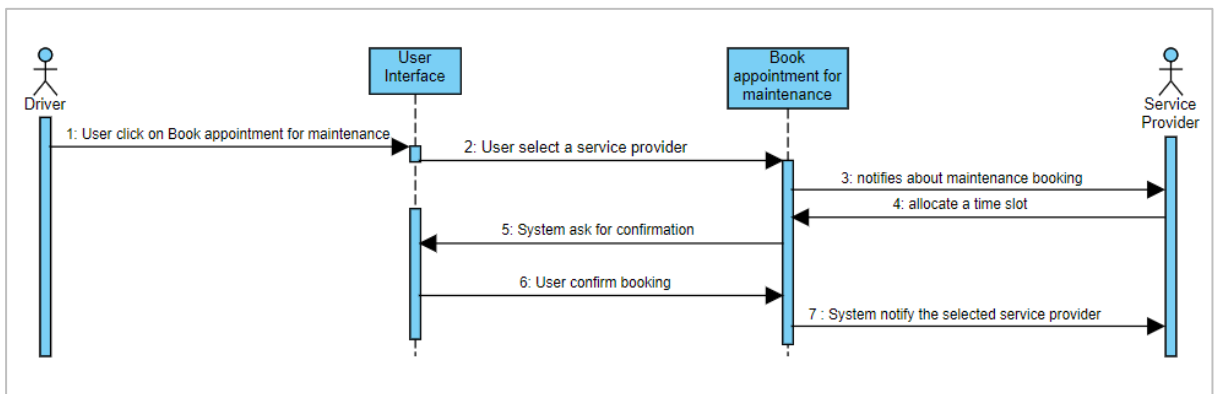 User
Interface
Book
appointment for
maintenance
Driver
Service
Provider
1: User click on Book appointment for maintenance
2: User select a service provider
3: notifies about maintenance booking
4: allocate a time slot
5: System ask for confirmation
6: User confirm booking
7 : System notify the selected service provider